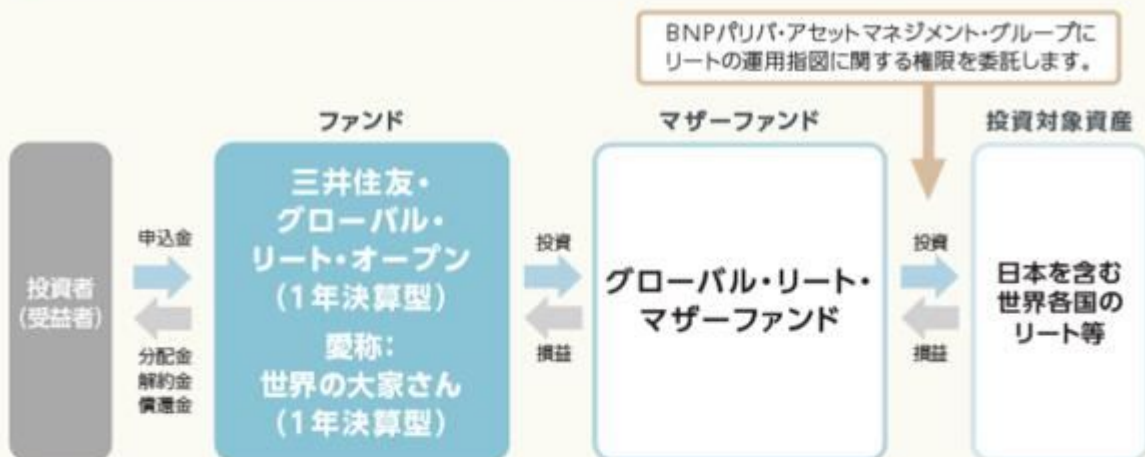 BNPパリバ・アセットマネジメント・グループに
リートの運用指図に関する権限を委託します。
ファンド
マザーファンド
投資対象資産
投資者
(受益者)
申込金
分配金
解約金
償還金
三井住友・
グローバル・
リート・オープン
(1年決算型)
愛称:
世界の大家さん
(1年決算型)
投資
損益
グローバル・リート・
マザーファンド
投資
損益
日本を含む
世界各国の
リート等